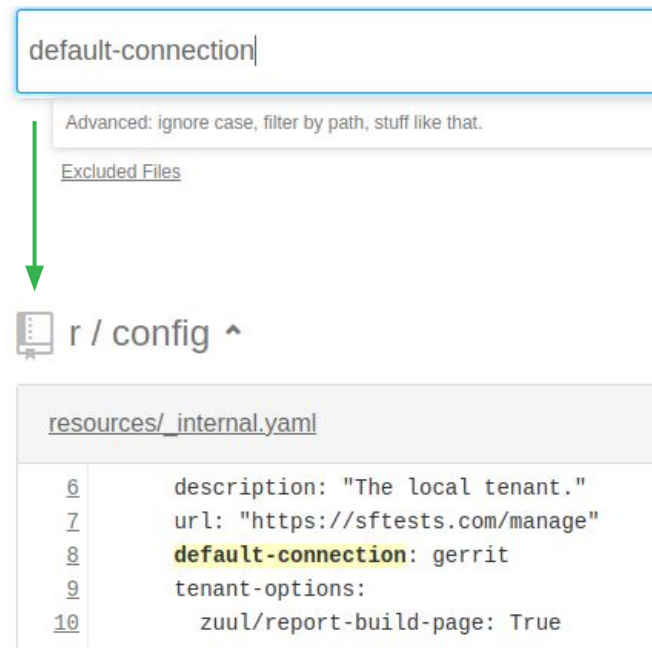 default-connection
Advanced: ignore case, filter by path, stuff like that.
Excluded Files
r / config
resources/_internal.yaml
6 description: "The local tenant."
7 url: "https://sftests.com/manage"
8 default-connection: gerrit
9 tenant-options:
10 zuul/report-build-page: True